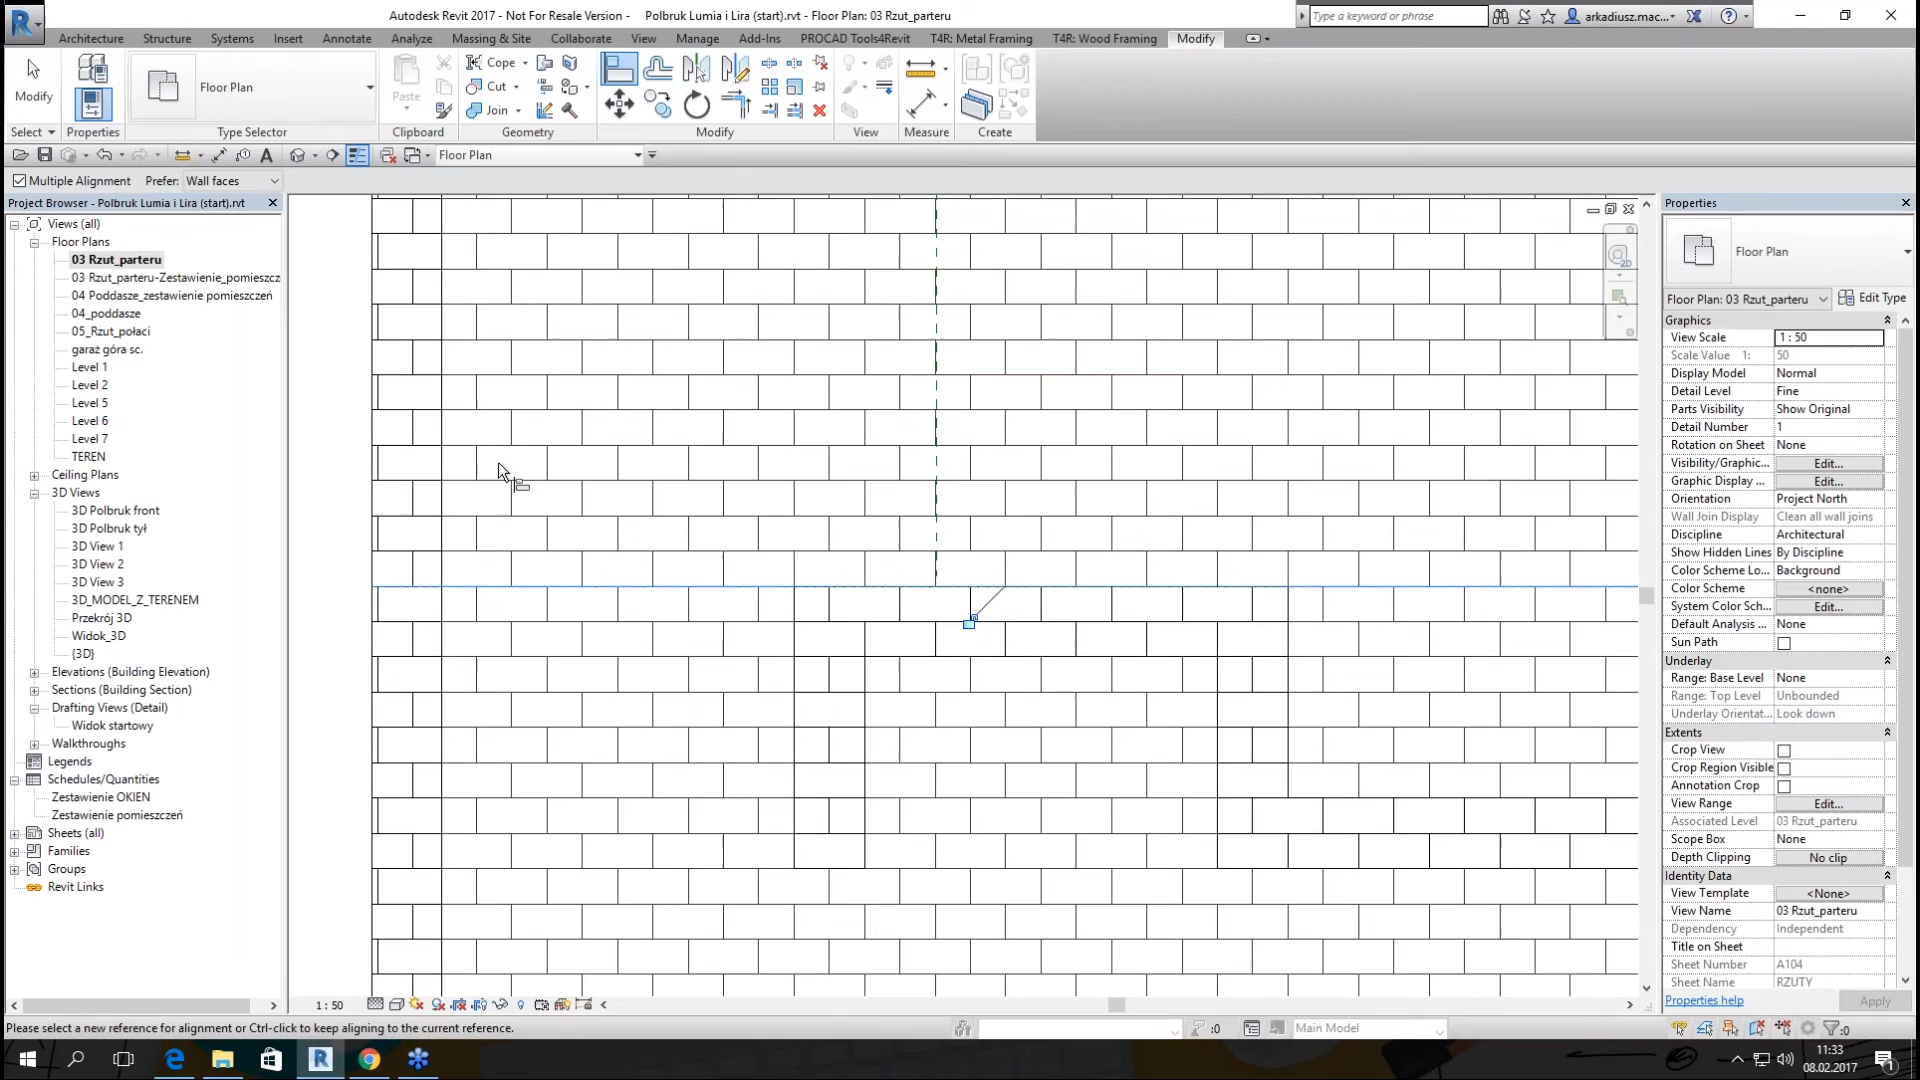 Autodesk Revit 2017 - Not For Resale Version - Polbruk Lumia i Lira (start).rvt - Floor Plan: 03 Rzut_parteru
Type a keyword or phrase
arkadiusz.mac...
Architecture Structure Systems Insert Annotate Analyze Massing & Site Collaborate View Manage Add-Ins PROCAD Tools4Revit T4R: Metal Framing T4R: Wood Framing Modify
Modify
Floor Plan
Paste
Cope
Cut
Join
Select Properties Type Selector Clipboard Geometry Modify View Measure Create
Floor Plan
Multiple Alignment Prefer: Wall faces
Project Browser - Polbruk Lumia i Lira (start).rvt
Views (all)
Floor Plans
03 Rzut_parteru
03 Rzut_parteru-Zestawienie_pomieszcz
04 Poddasze_zestawienie pomieszczeń
04_poddasze
05_Rzut_połaci
garaż góra sc.
Level 1
Level 2
Level 5
Level 6
Level 7
TEREN
Ceiling Plans
3D Views
3D Polbruk front
3D Polbruk tył
3D View 1
3D View 2
3D View 3
3D_MODEL_Z_TERENEM
Przekrój 3D
Widok_3D
{3D}
Elevations (Building Elevation)
Sections (Building Section)
Drafting Views (Detail)
Widok startowy
Walkthroughs
Legends
Schedules/Quantities
Zestawienie OKIEN
Zestawienie pomieszczeń
Sheets (all)
Families
Groups
Revit Links
2D
Properties
Floor Plan
Floor Plan: 03 Rzut_parteru Edit Type
Graphics
View Scale 1 : 50
Scale Value 1: 50
Display Model Normal
Detail Level Fine
Parts Visibility Show Original
Detail Number 1
Rotation on Sheet None
Visibility/Graphic... Edit...
Graphic Display ... Edit...
Orientation Project North
Wall Join Display Clean all wall joins
Discipline Architectural
Show Hidden Lines By Discipline
Color Scheme Lo... Background
Color Scheme <none>
System Color Sch... Edit...
Default Analysis ... None
Sun Path
Underlay
Range: Base Level None
Range: Top Level Unbounded
Underlay Orientat... Look down
Extents
Crop View
Crop Region Visible
Annotation Crop
View Range Edit...
Associated Level 03 Rzut_parteru
Scope Box None
Depth Clipping No clip
Identity Data
View Template <None>
View Name 03 Rzut_parteru
Dependency Independent
Title on Sheet
Sheet Number A104
Sheet Name RZUTY
Properties help Apply
1 : 50
Please select a new reference for alignment or Ctrl-click to keep aligning to the current reference.
:0
Main Model
:0
11:33
08.02.2017